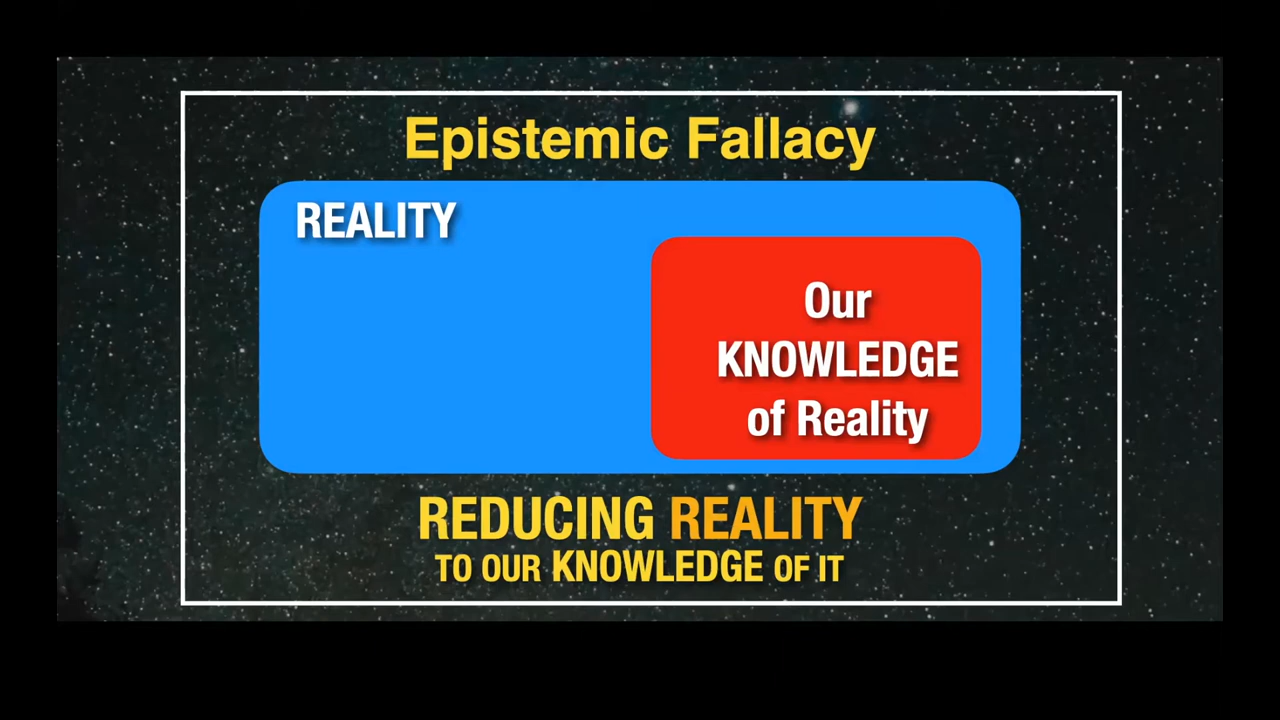 Epistemic Fallacy
REALITY
Our
KNOWLEDGE
of Reality
REDUCING REALITY
TO OUR KNOWLEDGE OF IT